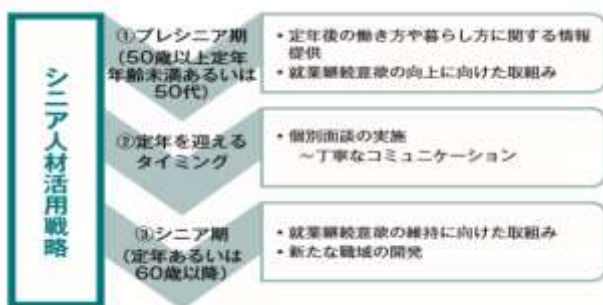 シニア人材活用戦略
①プレシニア期
(50歳以上定年
年齢未満あるいは
50代)
・定年後の働き方や暮らし方に関する情報
提供
・就業継続意欲の向上に向けた取組み
②定年を迎える
タイミング
・個別面談の実施
～丁寧なコミュニケーション
③シニア期
(定年あるいは
60歳以降)
・就業継続意欲の維持に向けた取組み
・新たな職域の開発